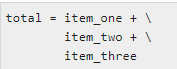 total = item_one + \
        item_two + \
        item_three